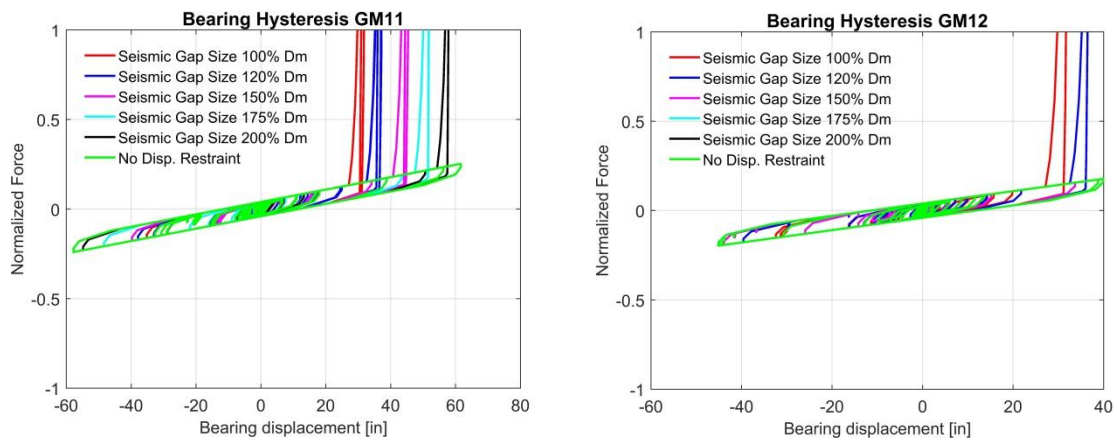 Bearing Hysteresis GM11
1
Seismic Gap Size 100% Dm
Seismic Gap Size 120% Dm
Seismic Gap Size 150% Dm
Seismic Gap Size 175% Dm
Seismic Gap Size 200% Dm
No Disp. Restraint
0.5
0
-0.5
-1
Normalized Force
-60 -40 -20 0 20 40 60 80
Bearing displacement [in]
Bearing Hysteresis GM12
1
Seismic Gap Size 100% Dm
Seismic Gap Size 120% Dm
Seismic Gap Size 150% Dm
Seismic Gap Size 175% Dm
Seismic Gap Size 200% Dm
No Disp. Restraint
0.5
0
-0.5
-1
Normalized Force
-60 -40 -20 0 20 40
Bearing displacement [in]